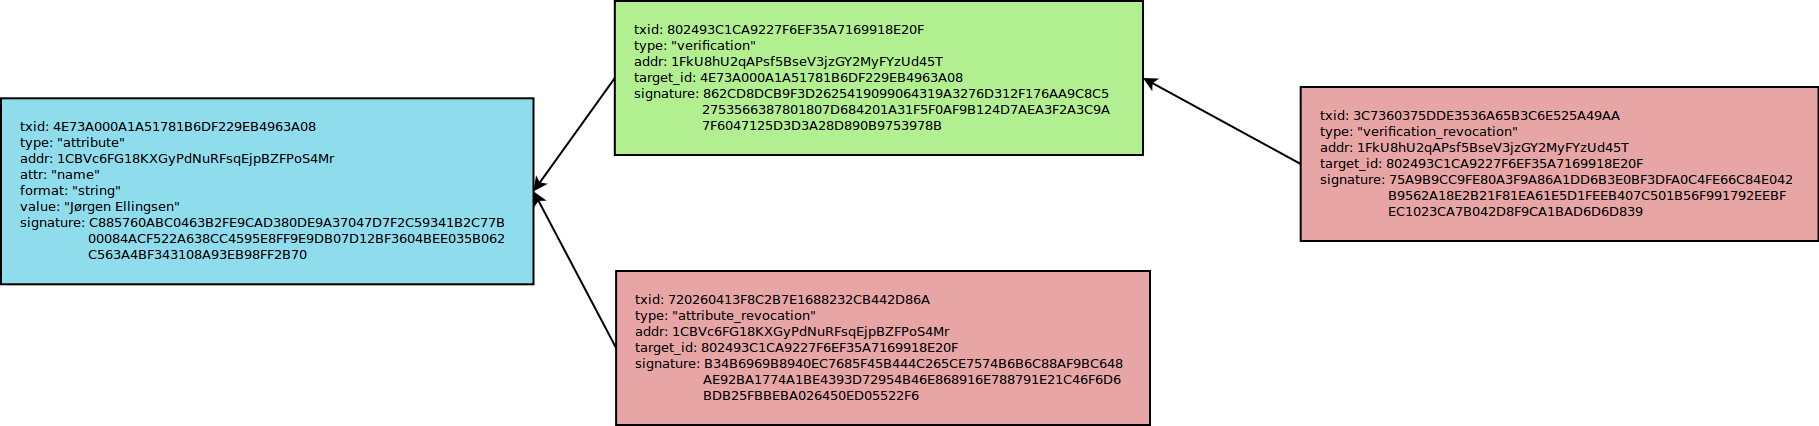 txid: 4E73A000A1A51781B6DF229EB4963A08
type: "attribute"
addr: 1CBVc6FG18KXGyPdNuRFsqEjpBZFPoS4Mr
attr: "name"
format: "string"
value: "Jørgen Ellingsen"
signature: C885760ABC0463B2FE9CAD380DE9A37047D7F2C59341B2C77B
00084ACF522A638CC4595E8FF9E9DB07D12BF3604BEE035B062
C563A4BF343108A93EB98FF2B70
txid: 802493C1CA9227F6EF35A7169918E20F
type: "verification"
addr: 1FkU8hU2qAPsf5BseV3jzGY2MyFYzUd45T
target_id: 4E73A000A1A51781B6DF229EB4963A08
signature: 862CD8DCB9F3D2625419099064319A3276D312F176AA9C8C5
2753566387801807D684201A31F5F0AF9B124D7AEA3F2A3C9A
7F6047125D3D3A28D890B9753978B
txid: 720260413F8C2B7E1688232CB442D86A
type: "attribute_revocation"
addr: 1CBVc6FG18KXGyPdNuRFsqEjpBZFPoS4Mr
target_id: 802493C1CA9227F6EF35A7169918E20F
signature: B34B6969B8940EC7685F45B444C265CE7574B6B6C88AF9BC648
AE92BA1774A1BE4393D72954B46E868916E788791E21C46F6D6
BDB25FBBEBA026450ED05522F6
txid: 3C7360375DDE3536A65B3C6E525A49AA
type: "verification_revocation"
addr: 1FkU8hU2qAPsf5BseV3jzGY2MyFYzUd45T
target_id: 802493C1CA9227F6EF35A7169918E20F
signature: 75A9B9CC9FE80A3F9A86A1DD6B3E0BF3DFA0C4FE66C84E042
B9562A18E2B21F81EA61E5D1FEEB407C501B56F991792EEBF
EC1023CA7B042D8F9CA1BAD6D6D839